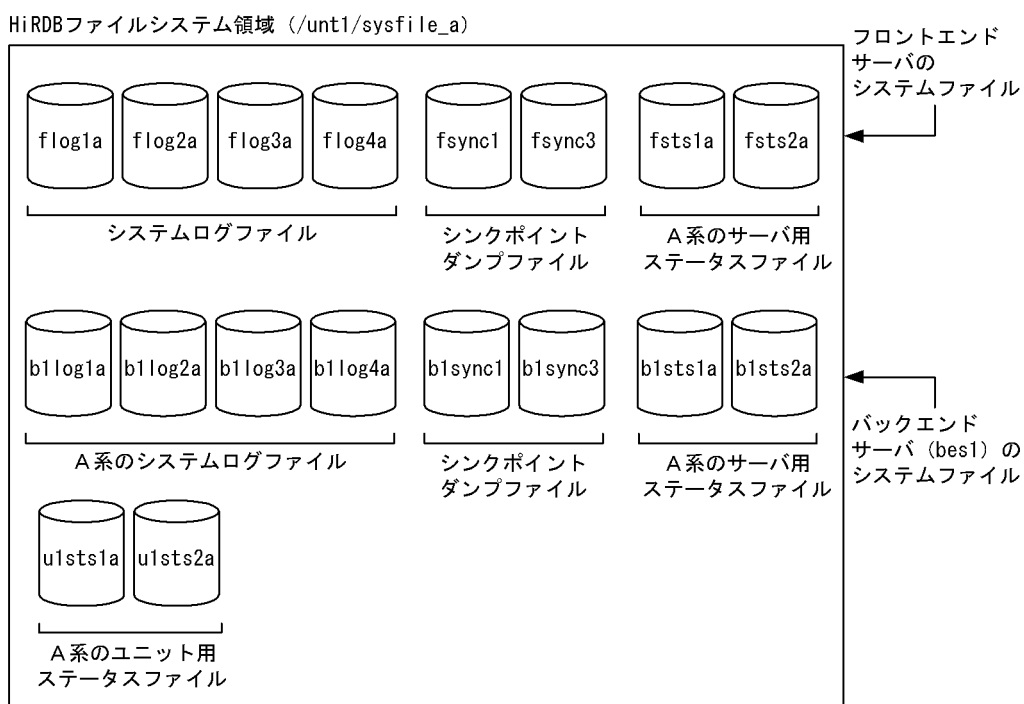 HiRDBファイルシステム領域（/unt1/sysfile_a）
フロントエンド
サーバの
システムファイル
flog1a flog2a flog3a flog4a fsync1 fsync3 fsts1a fsts2a
システムログファイル
シンクポイント
ダンプファイル
A系のサーバ用
ステータスファイル
b1log1a b1log2a b1log3a b1log4a b1sync1 b1sync3 b1sts1a b1sts2a
バックエンド
サーバ（bes1）の
システムファイル
A系のシステムログファイル
シンクポイント
ダンプファイル
A系のサーバ用
ステータスファイル
u1sts1a u1sts2a
A系のユニット用
ステータスファイル